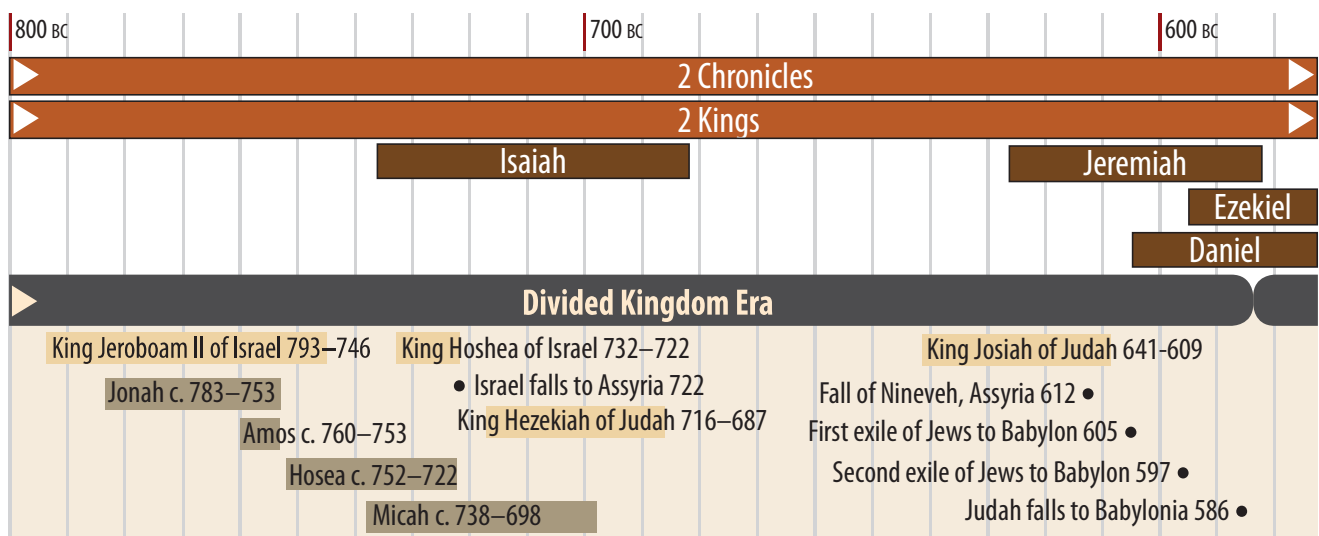 800 BC
700 BC
600 BC
2 Chronicles
2 Kings
Isaiah
Jeremiah
Ezekiel
Daniel
Divided Kingdom Era
King Jeroboam II of Israel 793–746
King Hoshea of Israel 732–722
King Josiah of Judah 641-609
Jonah c. 783–753
Israel falls to Assyria 722
Fall of Nineveh, Assyria 612
Amos c. 760–753
King Hezekiah of Judah 716–687
First exile of Jews to Babylon 605
Hosea c. 752–722
Second exile of Jews to Babylon 597
Micah c. 738–698
Judah falls to Babylonia 586